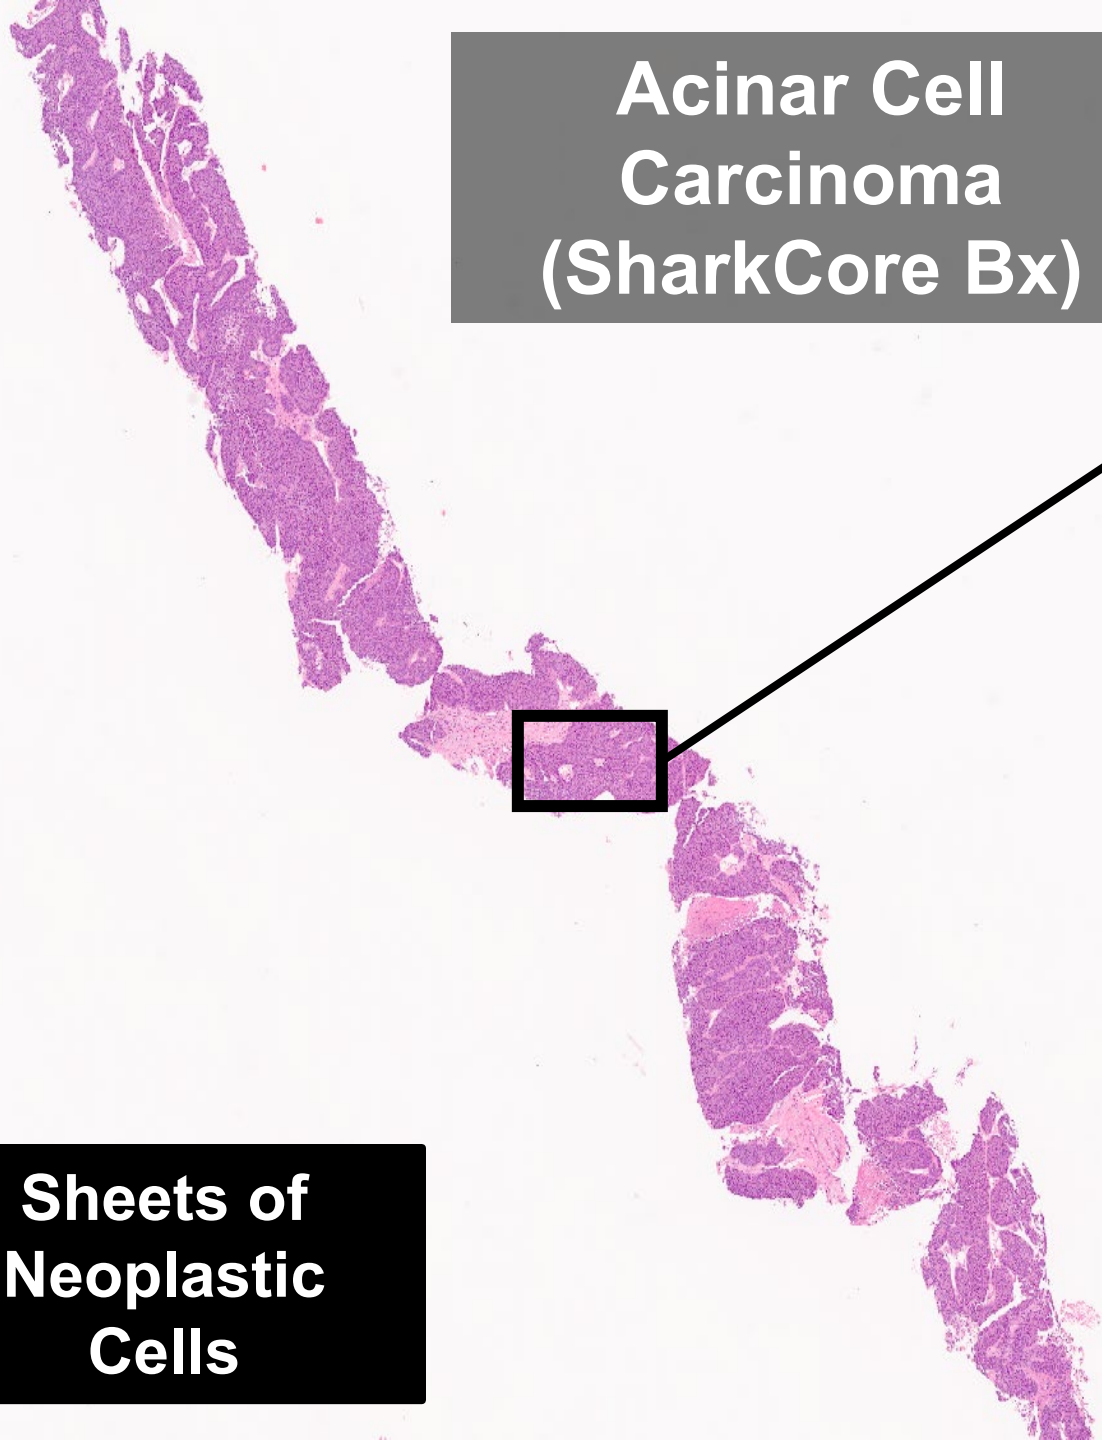 Acinar Cell
Carcinoma
(SharkCore Bx)
Sheets of
Neoplastic
Cells